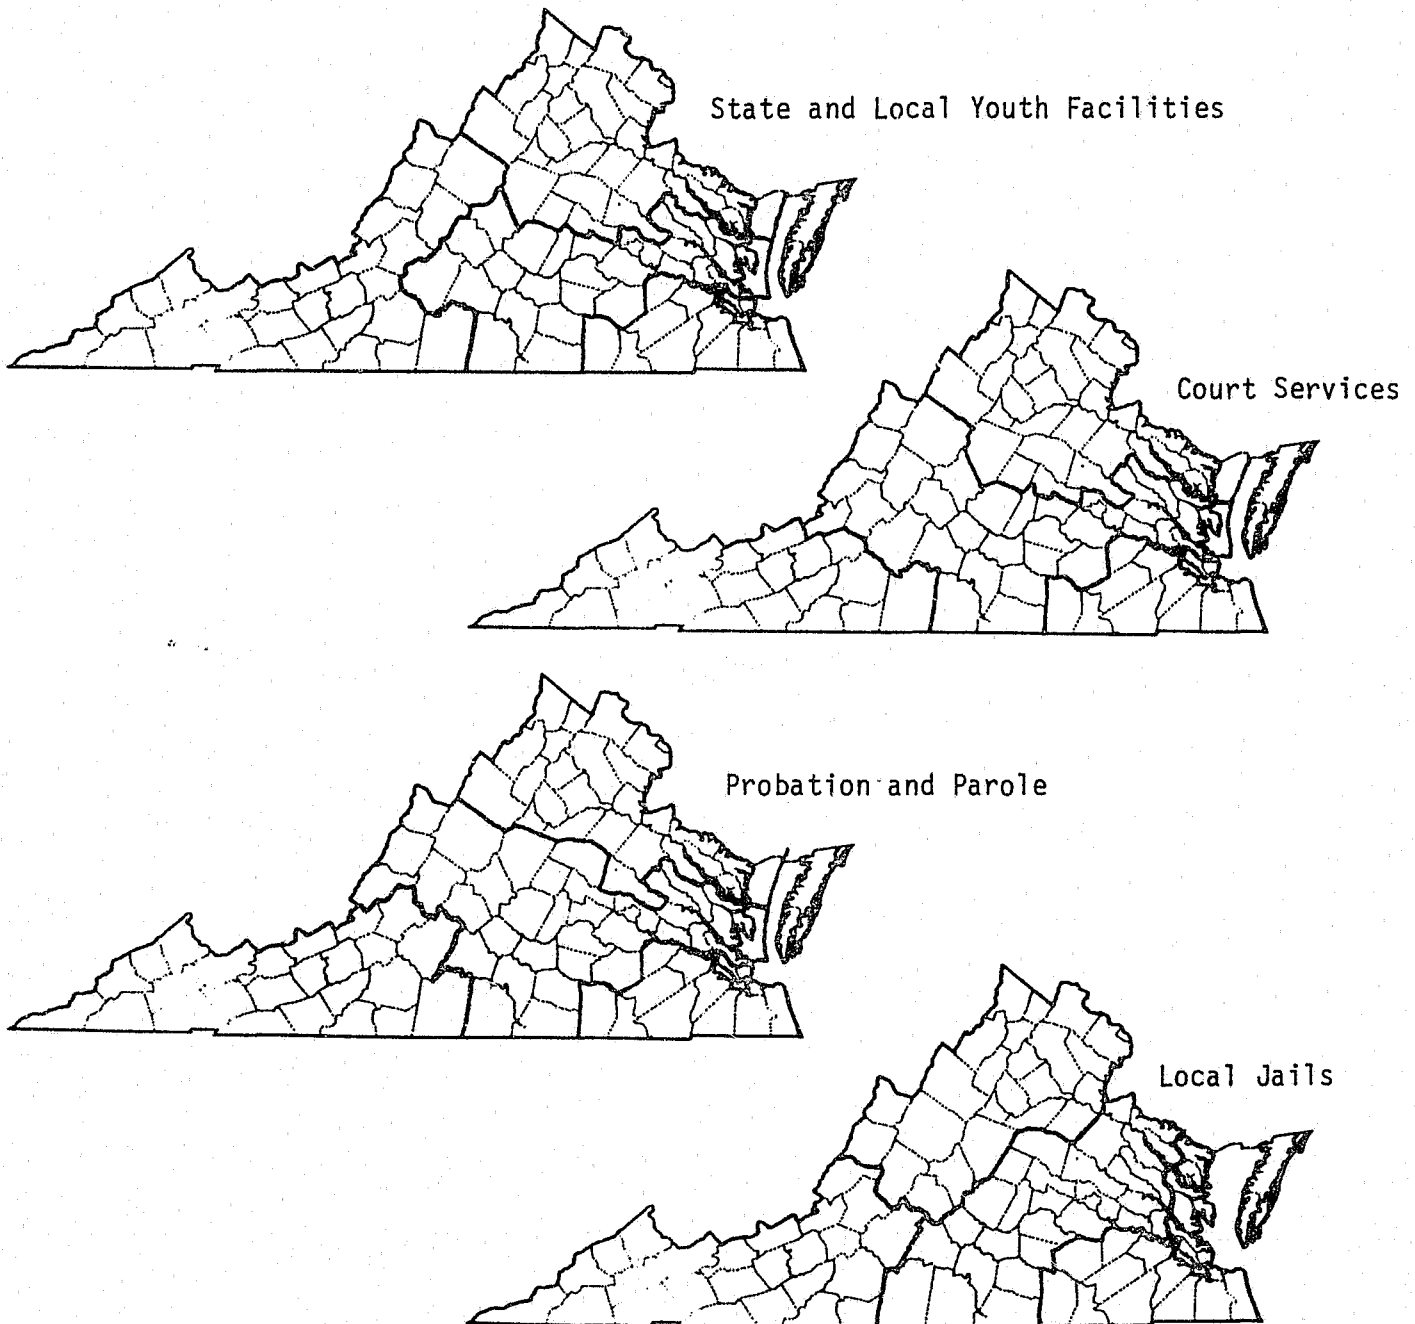 State and Local Youth Facilities
Court Services
Probation and Parole
Local Jails